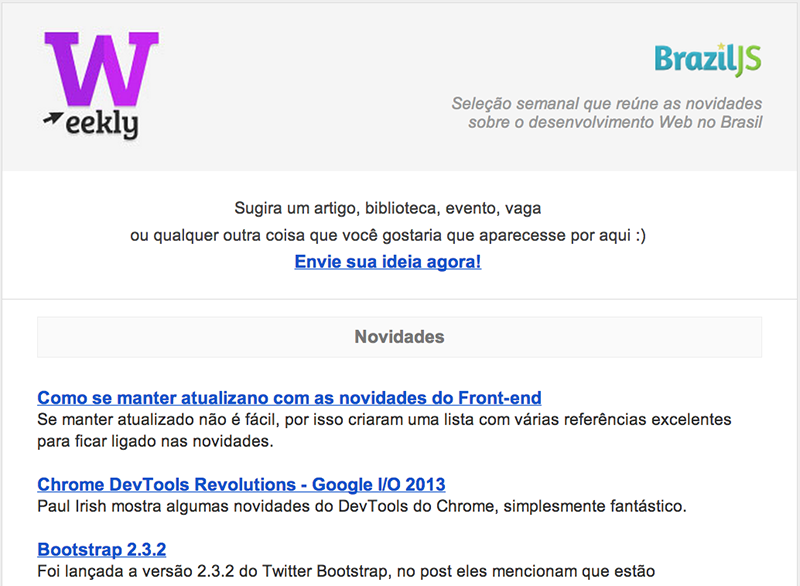 Weekly
BrazilJS
Seleção semanal que reúne as novidades
sobre o desenvolvimento Web no Brasil
Sugira um artigo, biblioteca, evento, vaga
ou qualquer outra coisa que você gostaria que aparecesse por aqui :)
Envie sua ideia agora!
Novidades
Como se manter atualizano com as novidades do Front-end
Se manter atualizado não é fácil, por isso criaram uma lista com várias referências excelentes
para ficar ligado nas novidades.
Chrome DevTools Revolutions - Google I/O 2013
Paul Irish mostra algumas novidades do DevTools do Chrome, simplesmente fantástico.
Bootstrap 2.3.2
Foi lançada a versão 2.3.2 do Twitter Bootstrap, no post eles mencionam que estão